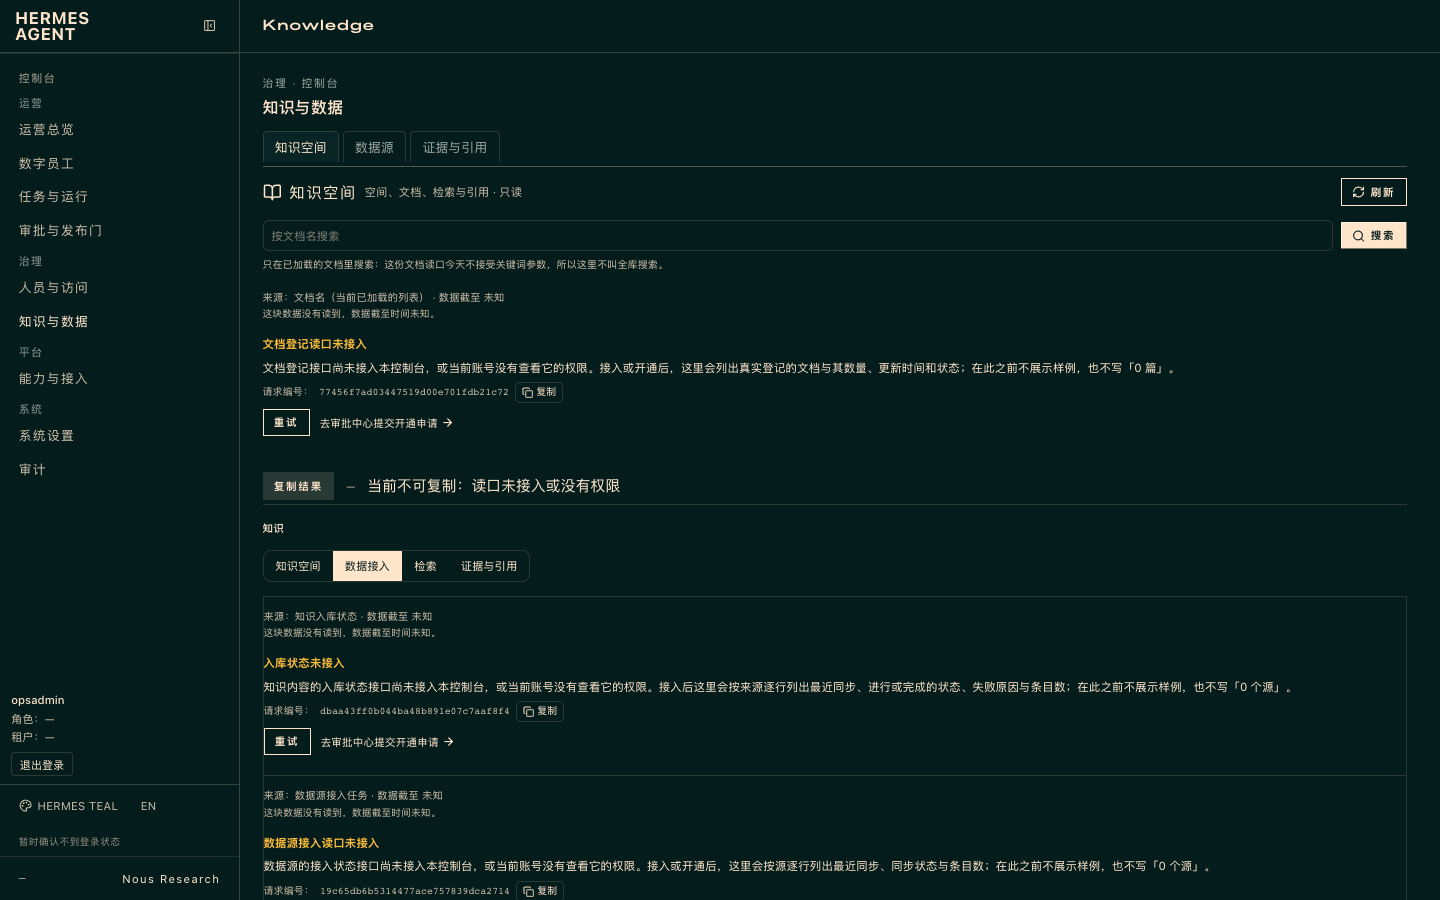 HERMES
AGENT
控制台
运营
运营总览
数字员工
任务与运行
审批与发布门
治理
人员与访问
知识与数据
平台
能力与接入
系统
系统设置
审计
opsadmin
角色： —
租户： —
退出登录
HERMES TEAL EN
暂时确认不到登录状态
— Nous Research
Knowledge
治理 · 控制台
知识与数据
知识空间 数据源 证据与引用
知识空间 空间、文档、检索与引用 · 只读 刷新
按文档名搜索 搜索
只在已加载的文档里搜索：这份文档读口今天不接受关键词参数，所以这里不叫全库搜索。
来源：文档名（当前已加载的列表） · 数据截至 未知
这块数据没有读到，数据截至时间未知。
文档登记读口未接入
文档登记接口尚未接入本控制台，或当前账号没有查看它的权限。接入或开通后，这里会列出真实登记的文档与其数量、更新时间和状态；在此之前不展示样例，也不写「0 篇」。
请求编号： 77456f7ad03447519d00e701fdb21c72 复制
重试 去审批中心提交开通申请 →
复制结果 — 当前不可复制：读口未接入或没有权限
知识
知识空间 数据接入 检索 证据与引用
来源：知识入库状态 · 数据截至 未知
这块数据没有读到，数据截至时间未知。
入库状态未接入
知识内容的入库状态接口尚未接入本控制台，或当前账号没有查看它的权限。接入后这里会按来源逐行列出最近同步、进行或完成的状态、失败原因与条目数；在此之前不展示样例，也不写「0 个源」。
请求编号： dbaa43ff0b044ba48b891e07c7aaf8f4 复制
重试 去审批中心提交开通申请 →
来源：数据源接入任务 · 数据截至 未知
这块数据没有读到，数据截至时间未知。
数据源接入读口未接入
数据源的接入状态接口尚未接入本控制台，或当前账号没有查看它的权限。接入或开通后，这里会按源逐行列出最近同步、同步状态与条目数；在此之前不展示样例，也不写「0 个源」。
请求编号： 19c65db6b5314477ace757839dca2714 复制